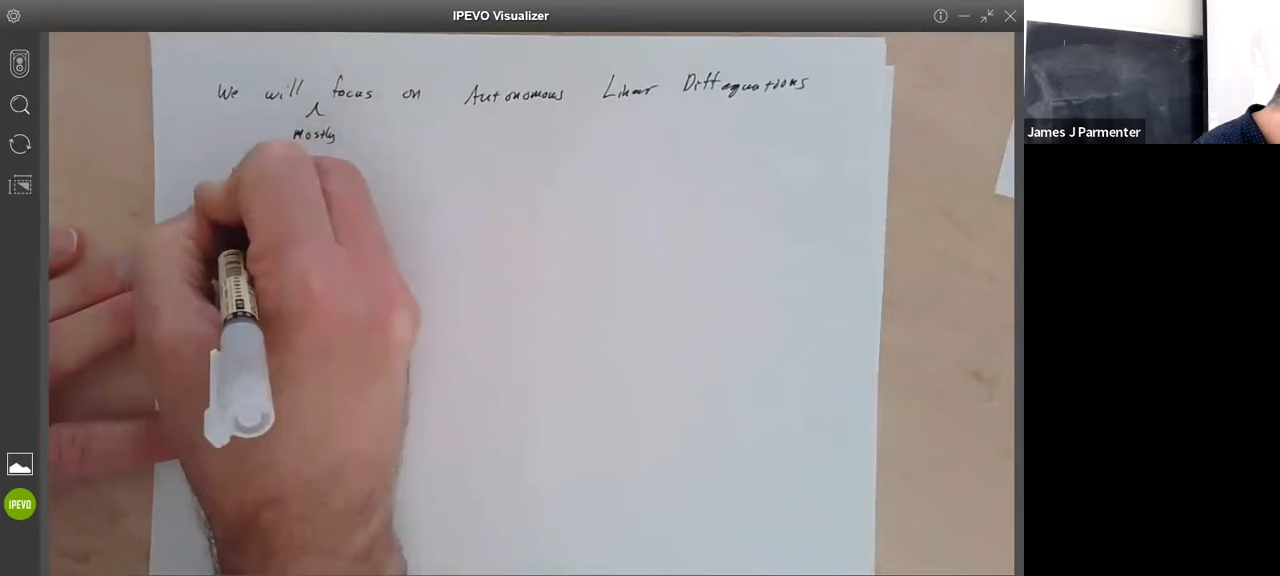 IPEVO Visualizer
We will focus on Autonomous Linear Diffequations
mostly
James J Parmenter
IPEVO